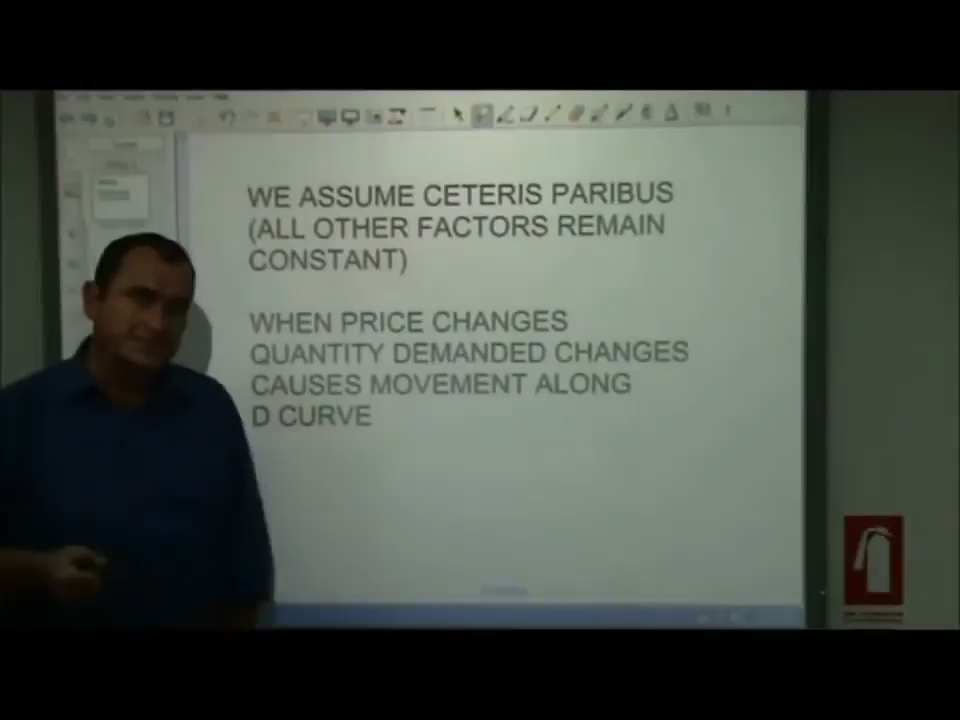 WE ASSUME CETERIS PARIBUS
(ALL OTHER FACTORS REMAIN
CONSTANT)
WHEN PRICE CHANGES
QUANTITY DEMANDED CHANGES
CAUSES MOVEMENT ALONG
D CURVE